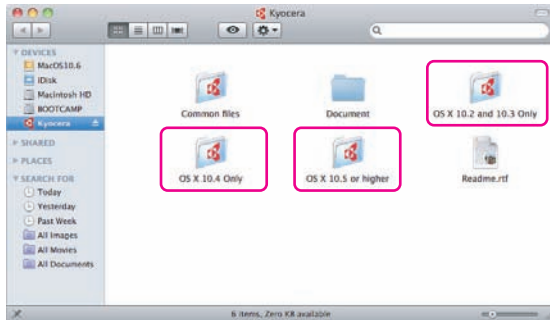 Kyocera
DEVICES
MacOS10.6
iDisk
Macintosh HD
BOOTCAMP
Kyocera
SHARED
PLACES
SEARCH FOR
Today
Yesterday
Past Week
All Images
All Movies
All Documents
Common files
Document
OS X 10.2 and 10.3 Only
OS X 10.4 Only
OS X 10.5 or higher
Readme.rtf
6 items, Zero KB available